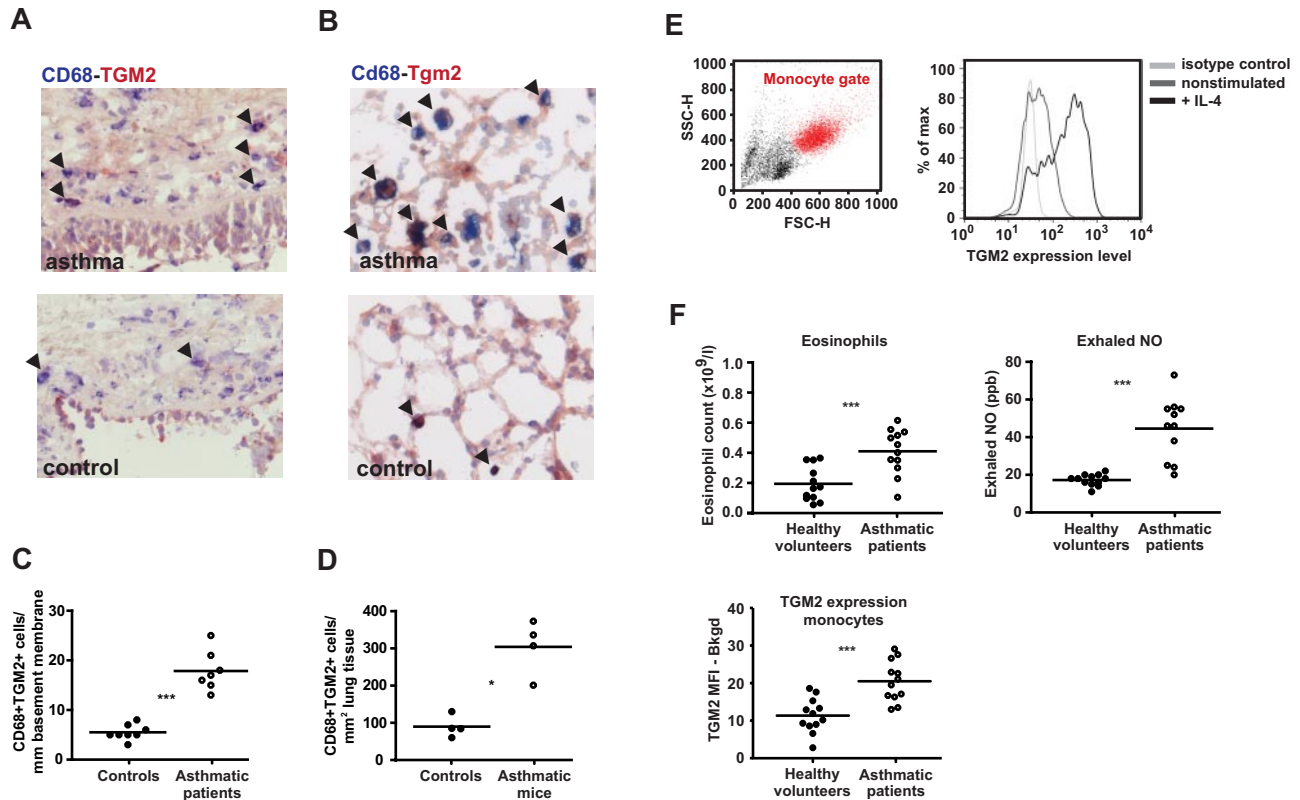 A
CD68-TGM2
asthma
control
B
Cd68-Tgm2
asthma
control
C
CD68+TGM2+ cells/
mm basement membrane
30
20
10
0
Controls
Asthmatic
patients
***
D
CD68+TGM2+ cells/
mm² lung tissue
400
300
200
100
0
Controls
Asthmatic
mice
*
E
Monocyte gate
SSC-H
1000
800
600
400
200
0
0 200 400 600 800 1000
FSC-H
% of max
100
80
60
40
20
0
10⁰ 10¹ 10² 10³ 10⁴
TGM2 expression level
isotype control
nonstimulated
+ IL-4
F
Eosinophils
Eosinophil count (x10⁹/l)
1.0
0.8
0.6
0.4
0.2
0.0
***
Healthy
volunteers
Asthmatic
patients
Exhaled NO
Exhaled NO (ppb)
80
60
40
20
0
***
Healthy
volunteers
Asthmatic
patients
TGM2 expression
monocytes
TGM2 MFI - Bkgd
40
30
20
10
0
***
Healthy
volunteers
Asthmatic
patients